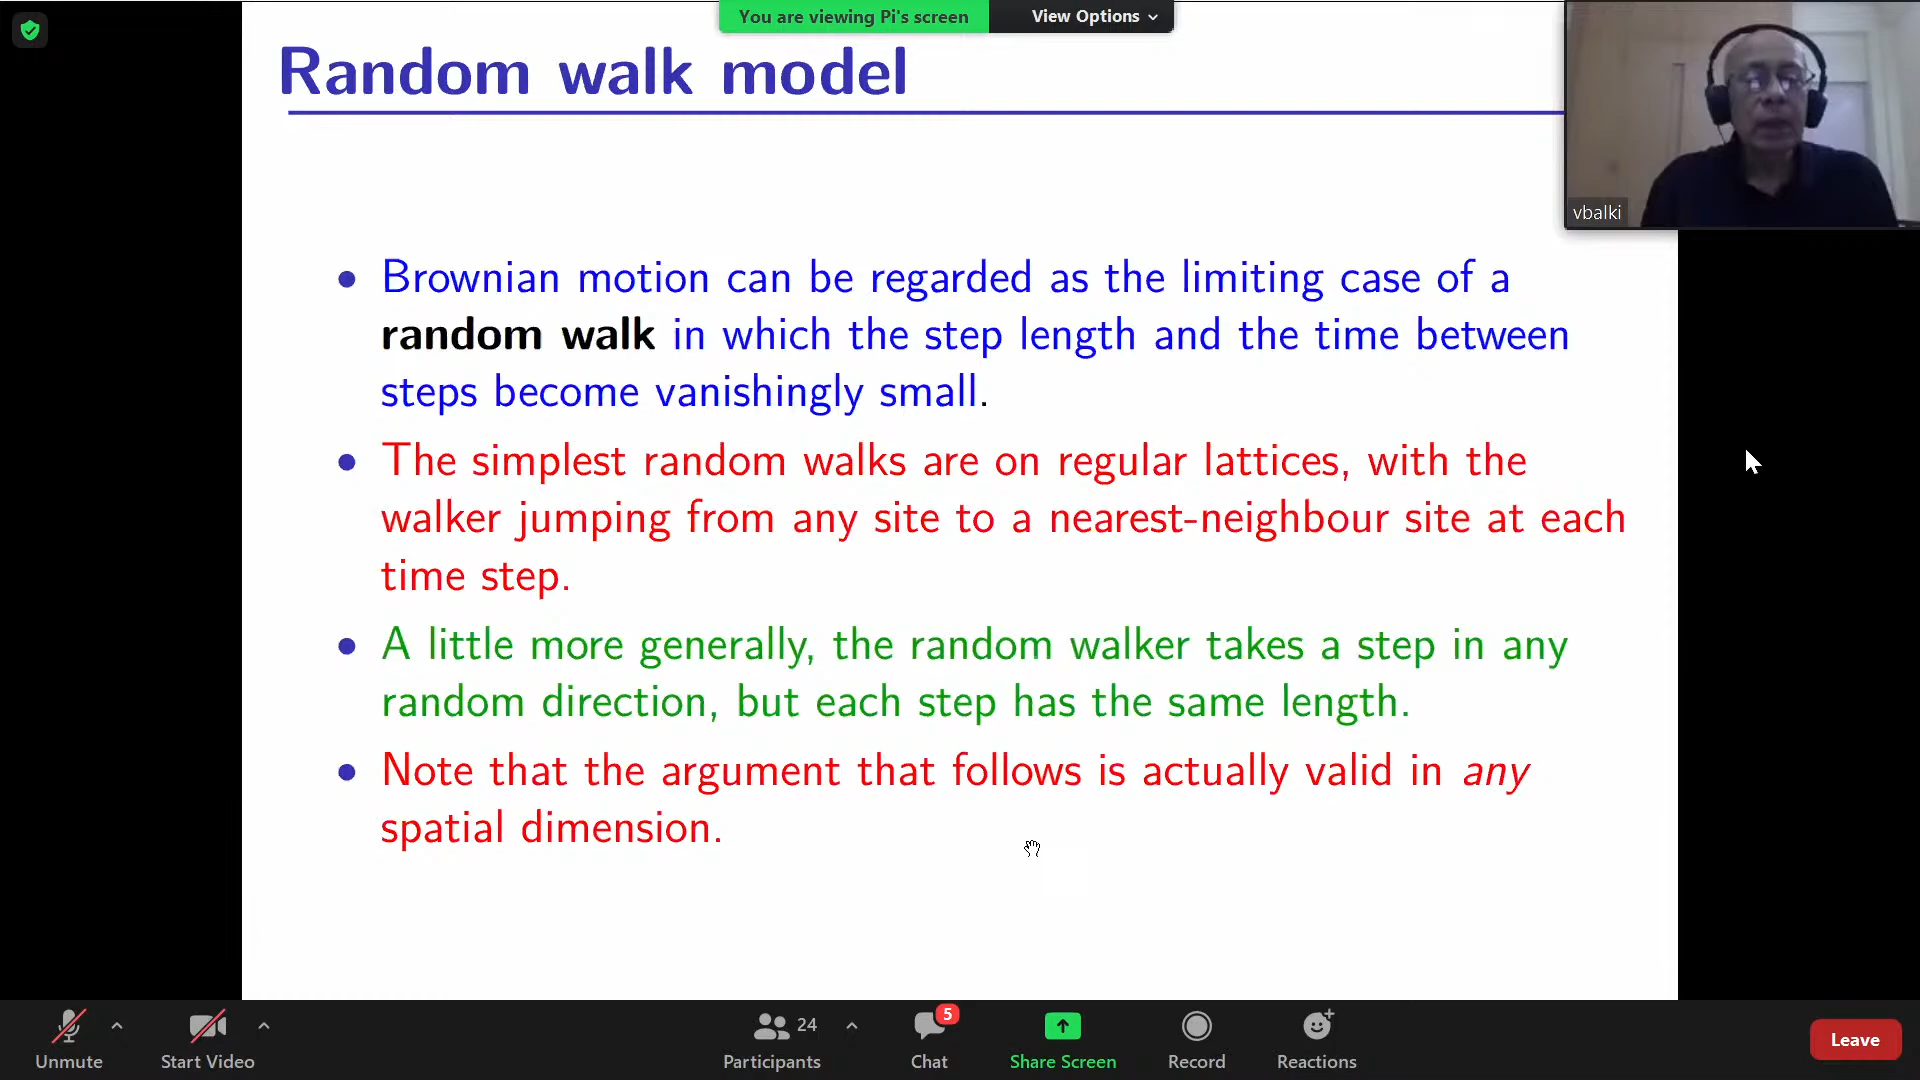 You are viewing Pi's screen
View Options
Random walk model
vbalki
Brownian motion can be regarded as the limiting case of a
random walk in which the step length and the time between
steps become vanishingly small.
The simplest random walks are on regular lattices, with the
walker jumping from any site to a nearest-neighbour site at each
time step.
A little more generally, the random walker takes a step in any
random direction, but each step has the same length.
Note that the argument that follows is actually valid in any
spatial dimension.
Unmute
Start Video
24
Participants
5
Chat
Share Screen
Record
Reactions
Leave